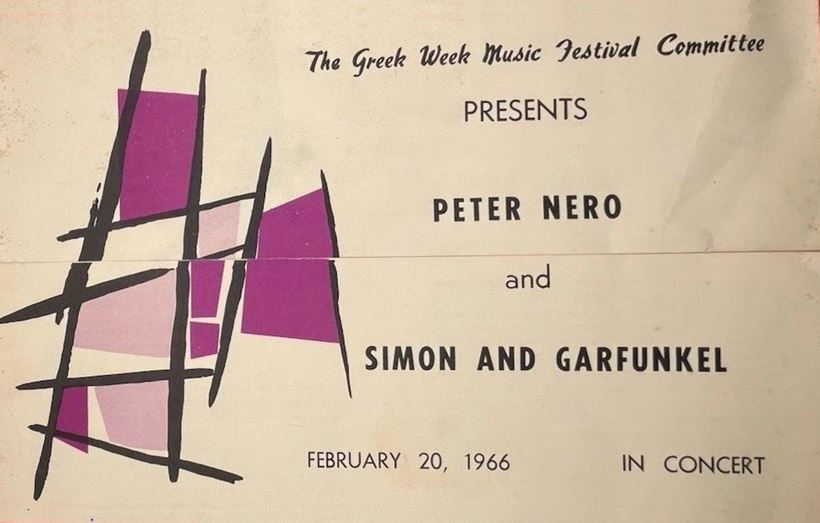 The Greek Week Music Festival Committee
PRESENTS
PETER NERO
and
SIMON AND GARFUNKEL
FEBRUARY 20, 1966 IN CONCERT